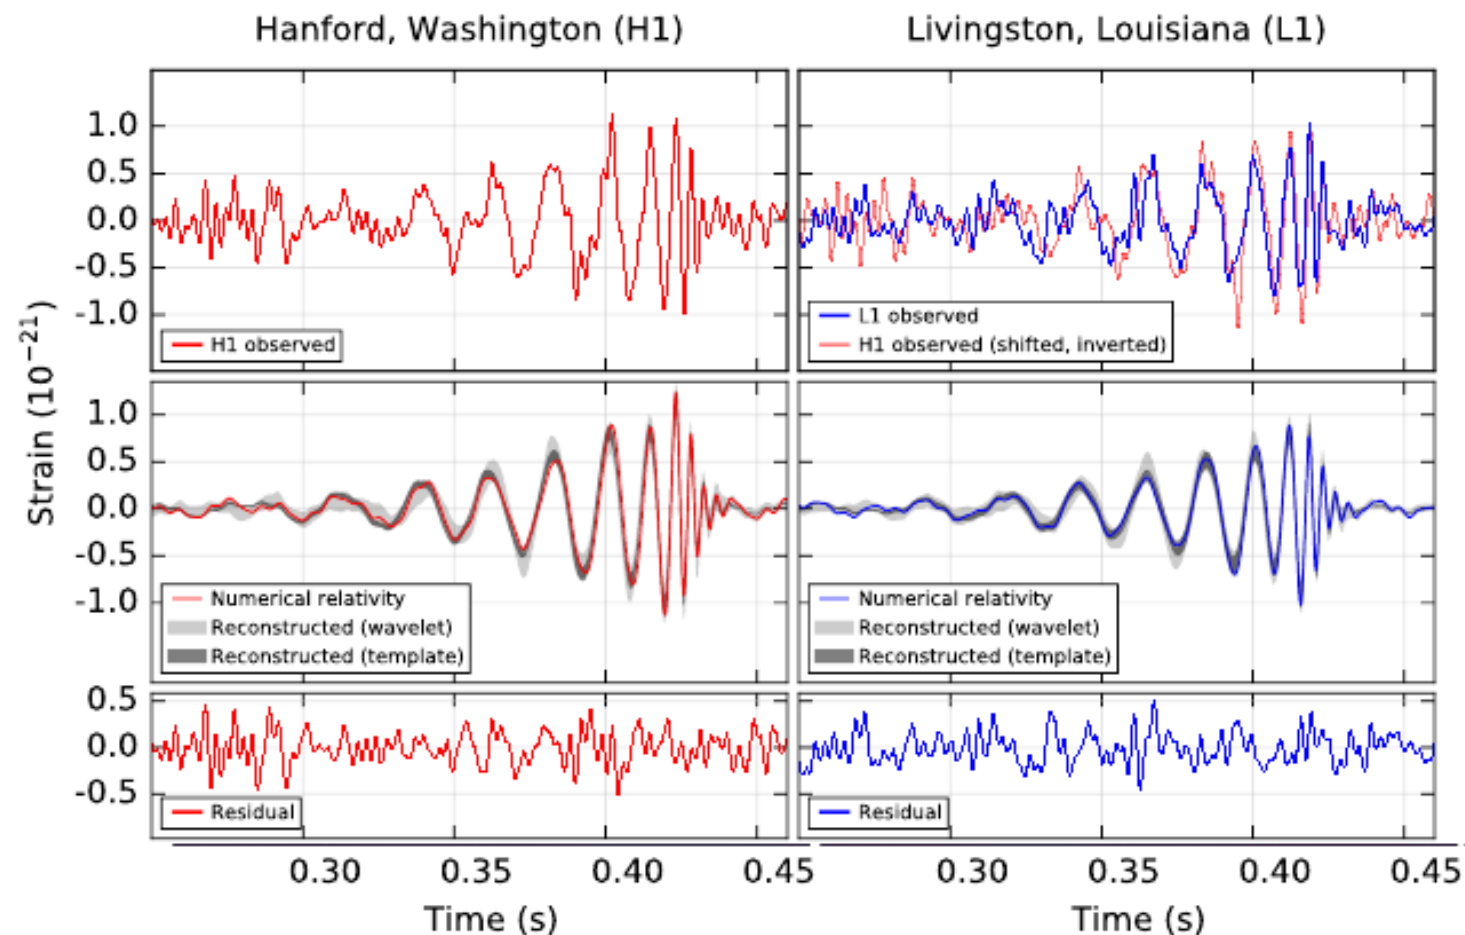 Hanford, Washington (H1)
Livingston, Louisiana (L1)
Strain (10⁻²¹)
1.0
0.5
0.0
-0.5
-1.0
H1 observed
L1 observed
H1 observed (shifted, inverted)
1.0
0.5
0.0
-0.5
-1.0
Numerical relativity
Reconstructed (wavelet)
Reconstructed (template)
Numerical relativity
Reconstructed (wavelet)
Reconstructed (template)
0.5
0.0
-0.5
Residual
Residual
0.30 0.35 0.40 0.45
0.30 0.35 0.40 0.45
Time (s)
Time (s)